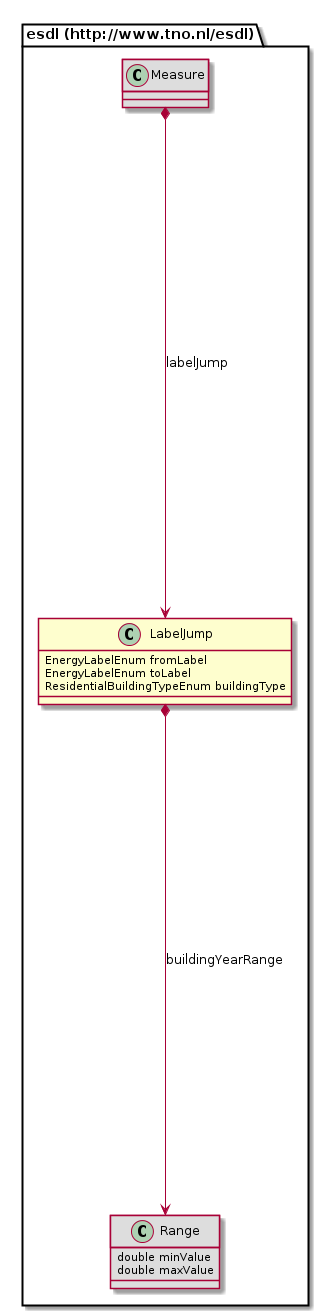 esdl (http://www.tno.nl/esdl)
C Measure
labelJump
C LabelJump
EnergyLabelEnum fromLabel
EnergyLabelEnum toLabel
ResidentialBuildingTypeEnum buildingType
buildingYearRange
C Range
double minValue
double maxValue